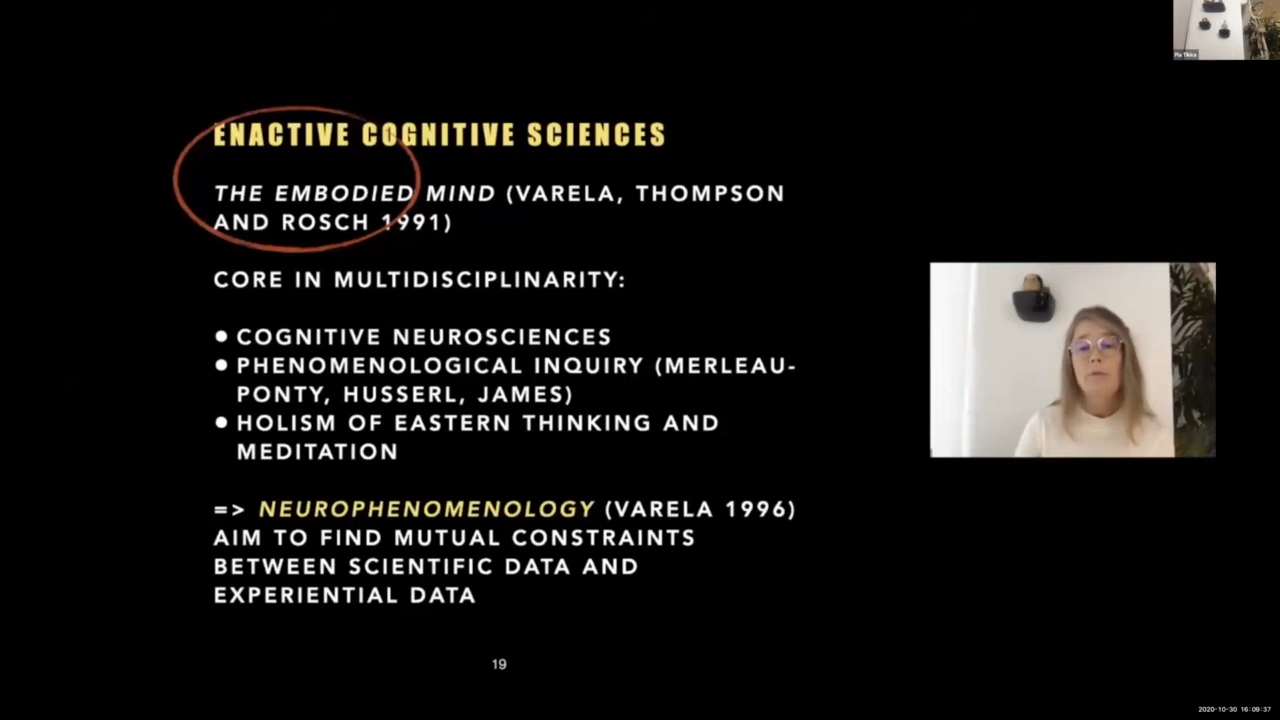 Pia Tikka
ENACTIVE COGNITIVE SCIENCES
THE EMBODIED MIND (VARELA, THOMPSON
AND ROSCH 1991)
CORE IN MULTIDISCIPLINARITY:
● COGNITIVE NEUROSCIENCES
● PHENOMENOLOGICAL INQUIRY (MERLEAU-
PONTY, HUSSERL, JAMES)
● HOLISM OF EASTERN THINKING AND
MEDITATION
=> NEUROPHENOMENOLOGY (VARELA 1996)
AIM TO FIND MUTUAL CONSTRAINTS
BETWEEN SCIENTIFIC DATA AND
EXPERIENTIAL DATA
19
2020-10-30 16:09:37